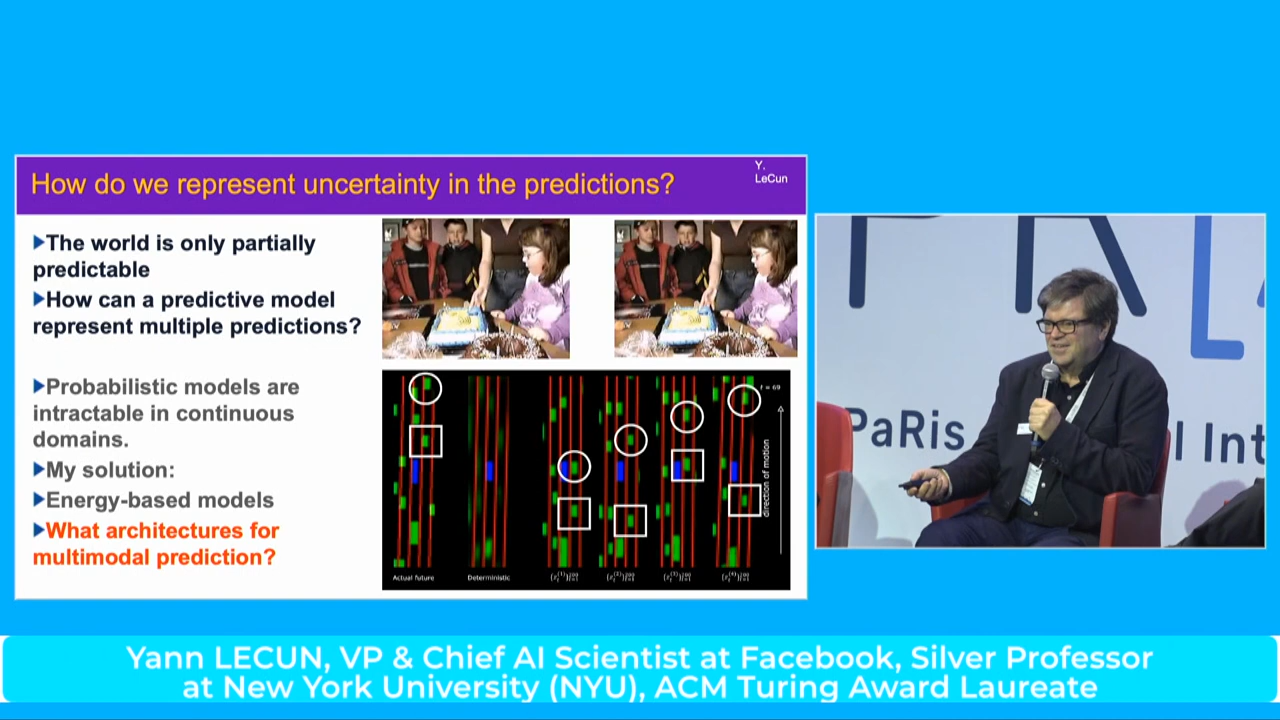 How do we represent uncertainty in the predictions?
Y.
LeCun
▶The world is only partially
predictable
▶How can a predictive model
represent multiple predictions?
▶Probabilistic models are
intractable in continuous
domains.
▶My solution:
▶Energy-based models
▶What architectures for
multimodal prediction?
t = 69
direction of motion
Actual future
Deterministic
PR
PaRis
l Int
Yann LECUN, VP & Chief AI Scientist at Facebook, Silver Professor
at New York University (NYU), ACM Turing Award Laureate